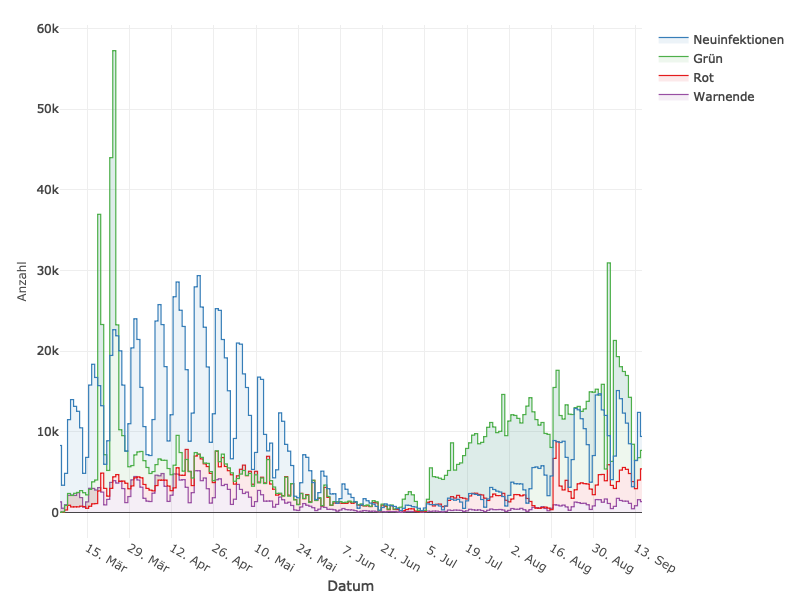 60k
50k
40k
30k
20k
10k
0
Anzahl
15. Mär
29. Mär
12. Apr
26. Apr
10. Mai
24. Mai
7. Jun
21. Jun
5. Jul
19. Jul
2. Aug
16. Aug
30. Aug
13. Sep
Datum
Neuinfektionen
Grün
Rot
Warnende